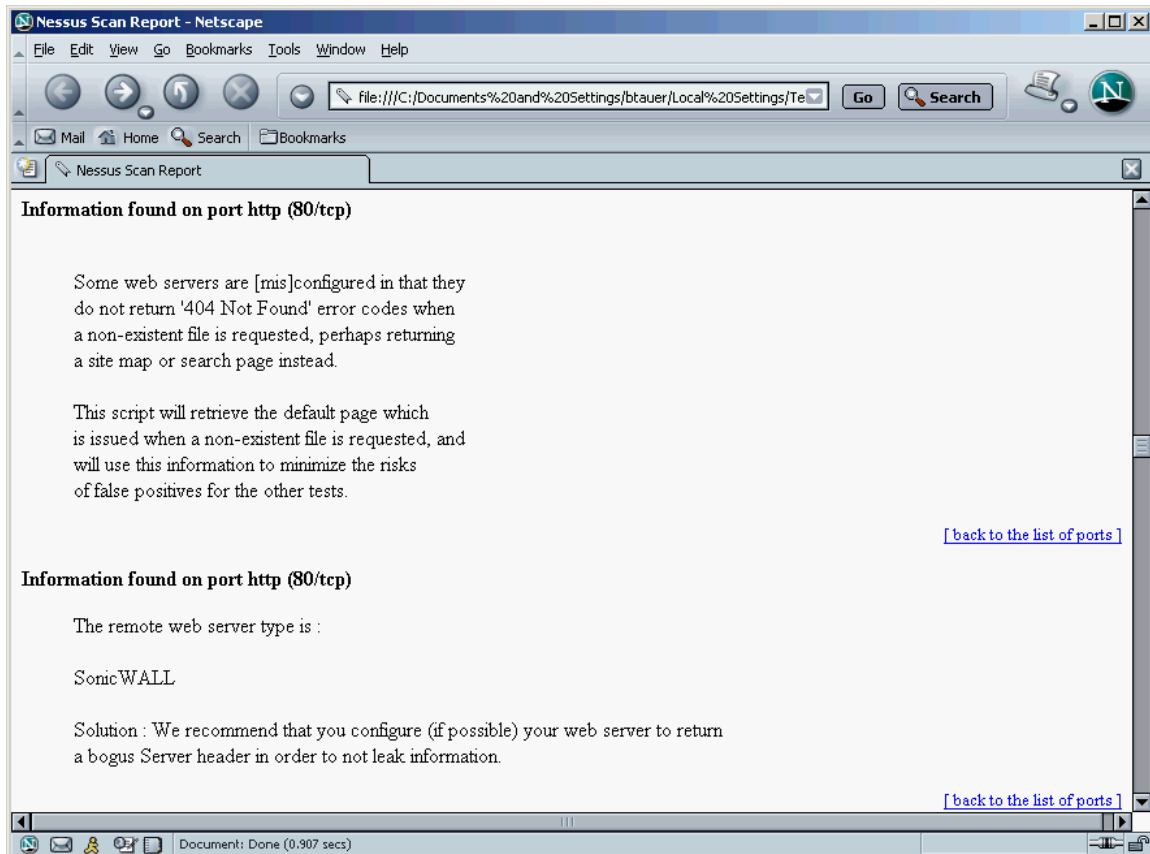 Nessus Scan Report - Netscape
File Edit View Go Bookmarks Tools Window Help
file:///C:/Documents%20and%20Settings/btauer/Local%20Settings/Te
Go
Search
N
Mail Home Search Bookmarks
Nessus Scan Report
Information found on port http (80/tcp)
Some web servers are [mis]configured in that they
do not return '404 Not Found' error codes when
a non-existent file is requested, perhaps returning
a site map or search page instead.
This script will retrieve the default page which
is issued when a non-existent file is requested, and
will use this information to minimize the risks
of false positives for the other tests.
[ back to the list of ports ]
Information found on port http (80/tcp)
The remote web server type is :
SonicWALL
Solution : We recommend that you configure (if possible) your web server to return
a bogus Server header in order to not leak information.
[ back to the list of ports ]
Document: Done (0.907 secs)